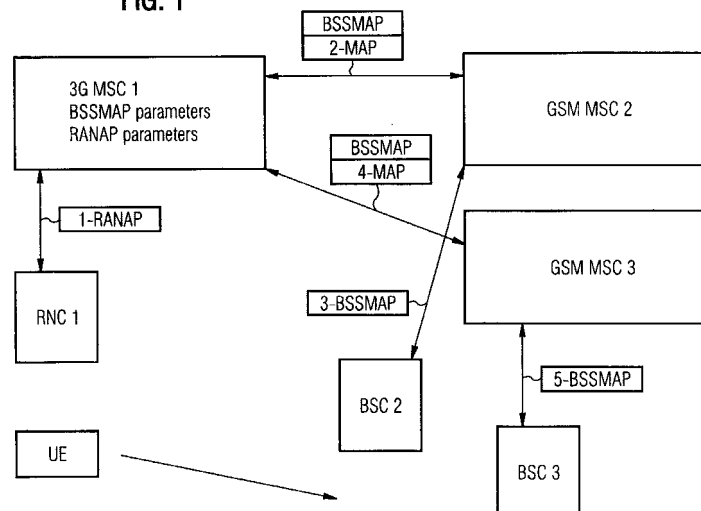 FIG. 1
BSSMAP
2-MAP
3G MSC 1
BSSMAP parameters
RANAP parameters
GSM MSC 2
BSSMAP
4-MAP
1-RANAP
GSM MSC 3
RNC 1
3-BSSMAP
BSC 2
5-BSSMAP
UE
BSC 3